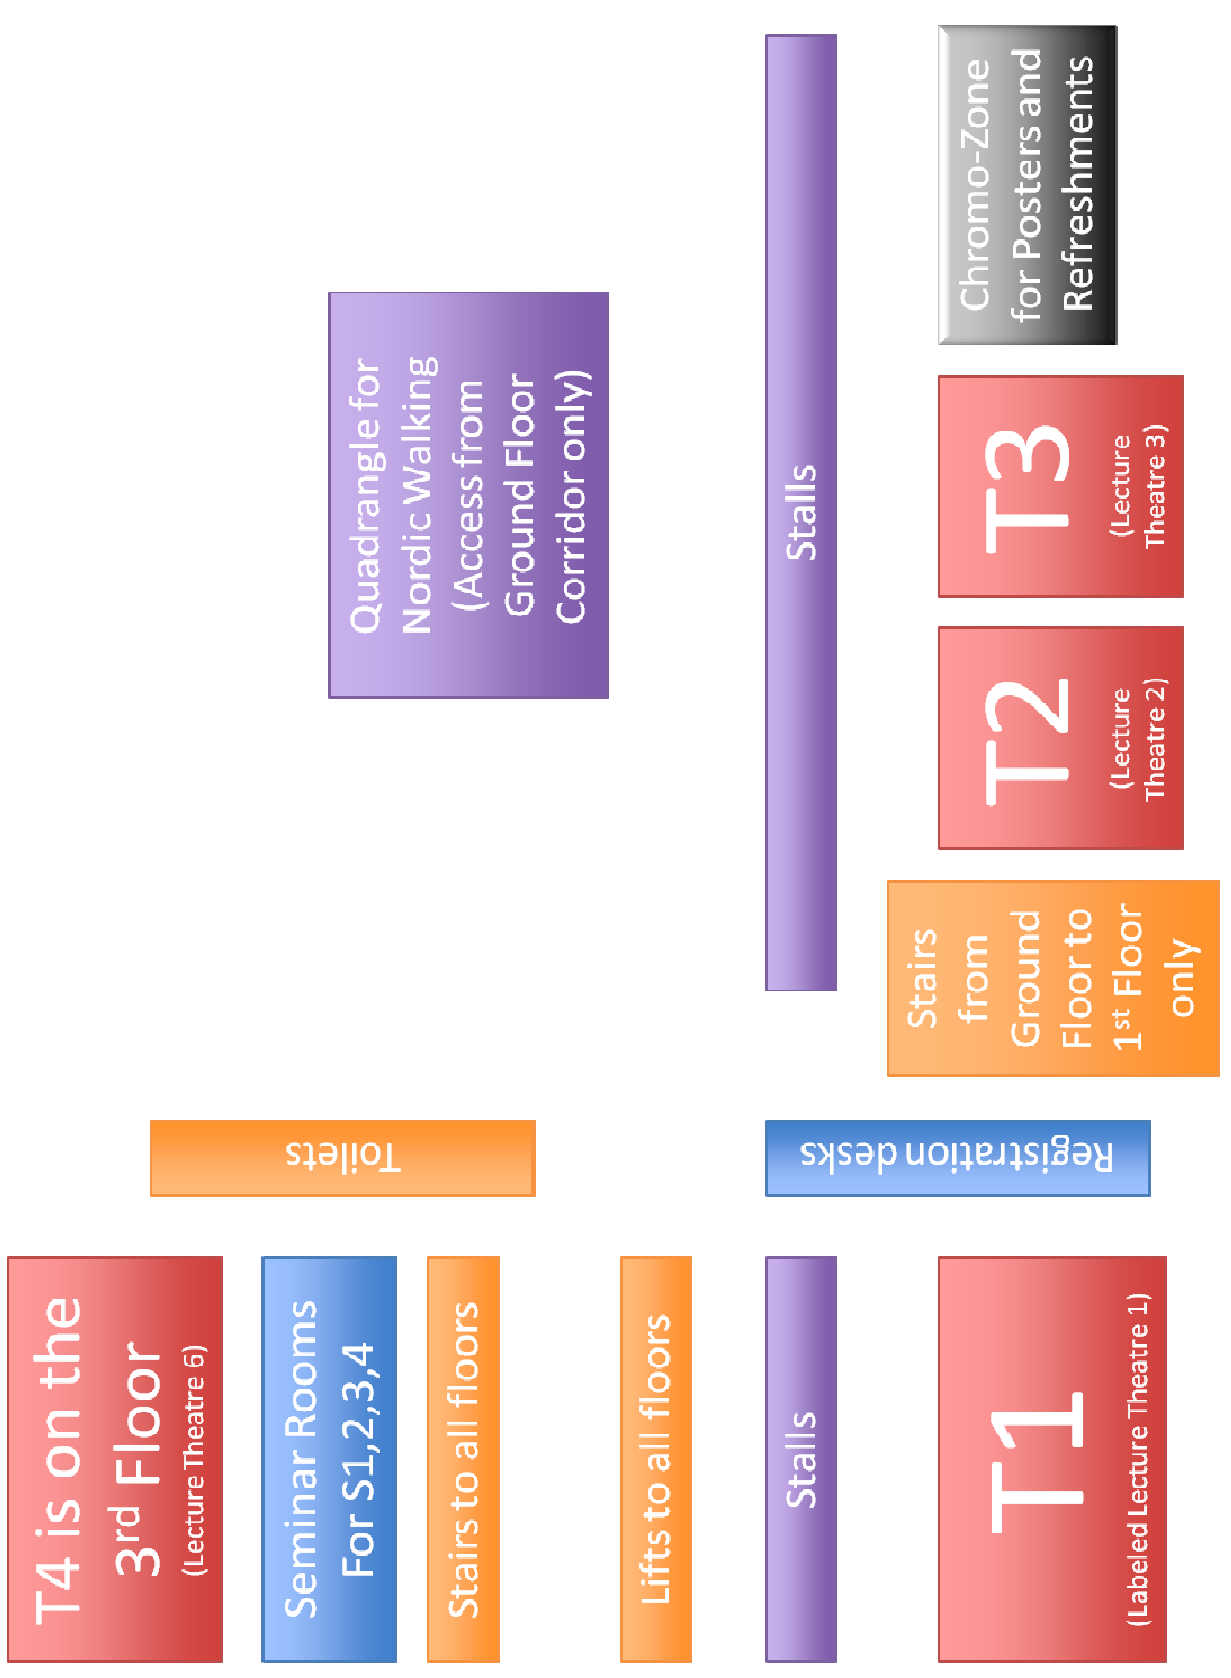 T4 is on the
3rd Floor
(Lecture Theatre 6)
Seminar Rooms
For S1,2,3,4
Stairs to all floors
Lifts to all floors
Stalls
T1
(Labeled Lecture Theatre 1)
Toilets
Registration desks
Quadrangle for
Nordic Walking
(Access from
Ground Floor
Corridor only)
Stalls
Stairs
from
Ground
Floor to
1st Floor
only
T2
(Lecture
Theatre 2)
T3
(Lecture
Theatre 3)
Chromo-Zone
for Posters and
Refreshments